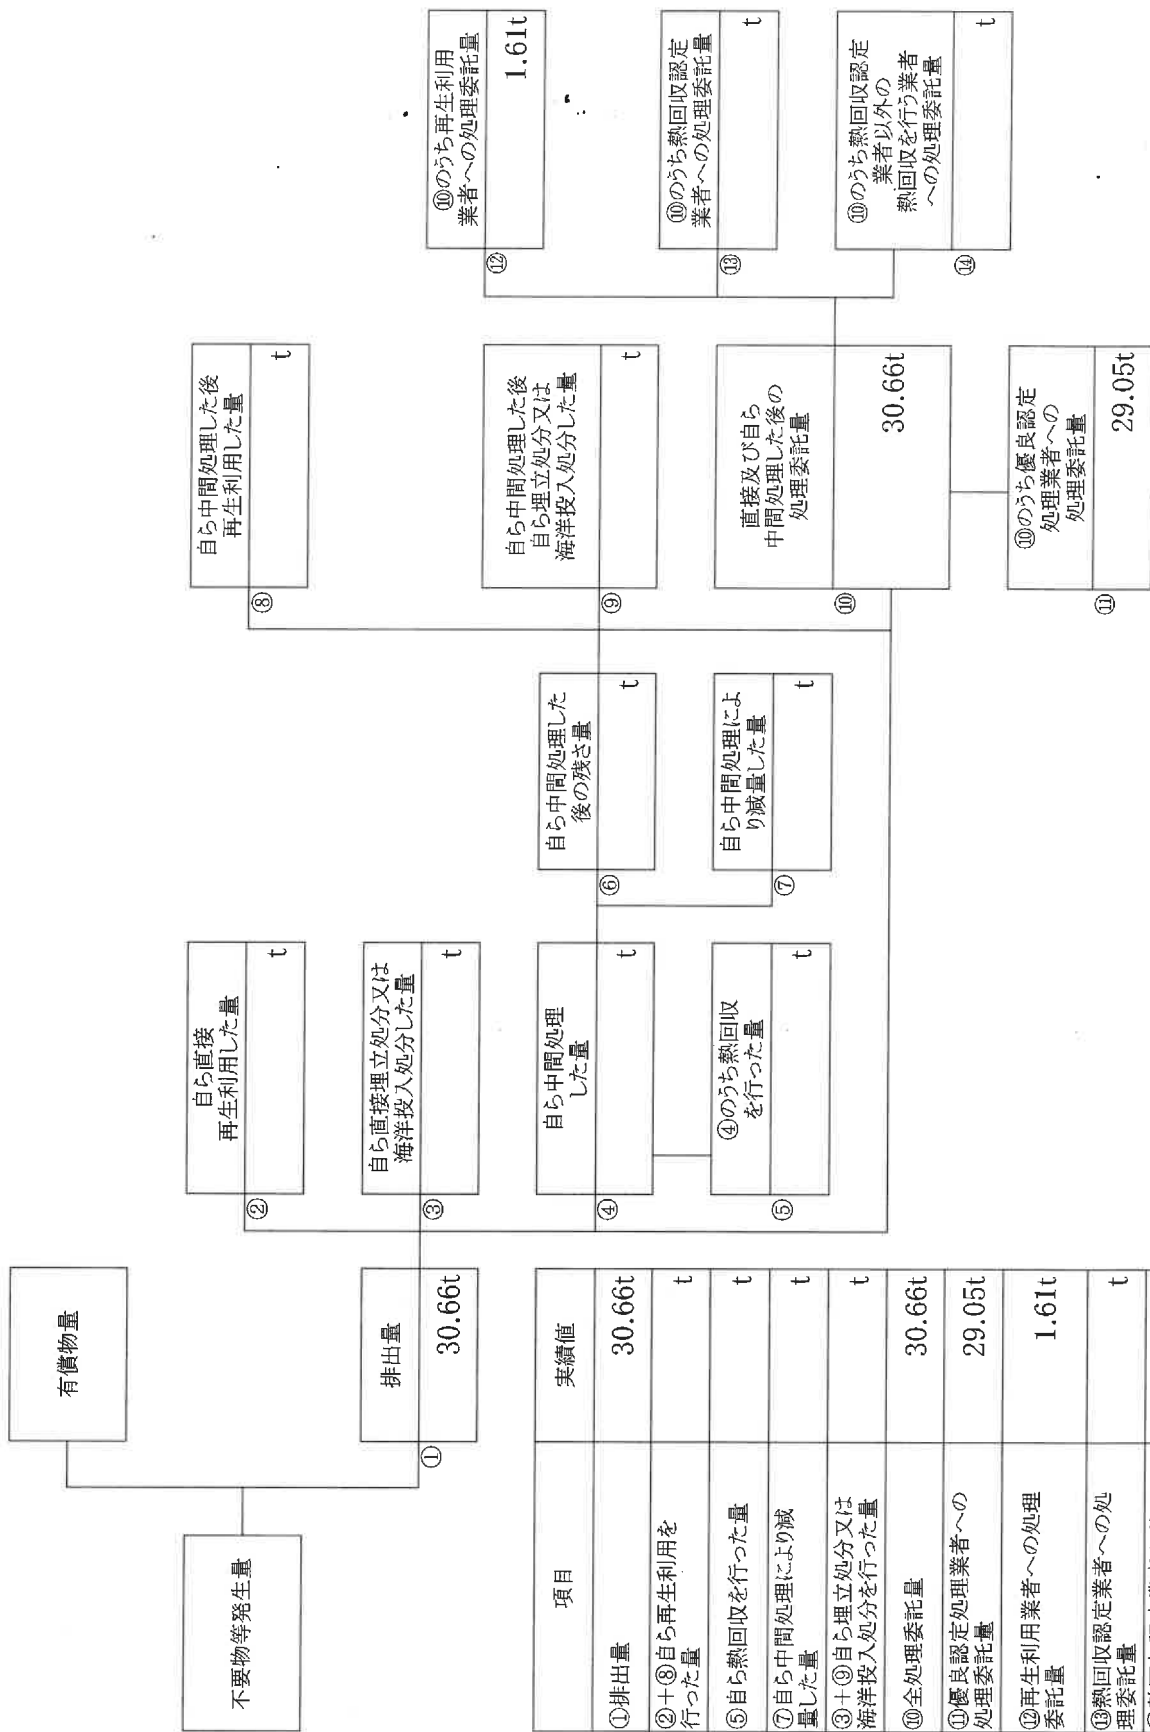 有償物量
不要物等発生量
排出量
①
30.66t
自ら直接
再生利用した量
②
t
自ら直接埋立処分又は
海洋投入処分した量
③
t
自ら中間処理
した量
④
t
④のうち熱回収
を行った量
⑤
t
自ら中間処理した
後の残さ量
⑥
t
自ら中間処理によ
り減量した量
⑦
t
自ら中間処理した後
再生利用した量
⑧
t
自ら中間処理した後
自ら埋立処分又は
海洋投入処分した量
⑨
t
直接及び自ら
中間処理した後の
処理委託量
⑩
30.66t
⑩のうち優良認定
処理業者への
処理委託量
⑪
29.05t
⑩のうち再生利用
業者への処理委託量
⑫
1.61t
⑩のうち熱回収認定
業者への処理委託量
⑬
t
⑩のうち熱回収認定
業者以外の
熱回収を行う業者
への処理委託量
⑭
t
項目 実績値
①排出量 30.66t
②+⑧自ら再生利用を
行った量 t
⑤自ら熱回収を行った量 t
⑦自ら中間処理により減
量した量 t
③+⑨自ら埋立処分又は
海洋投入処分を行った量 t
⑩全処理委託量 30.66t
⑪優良認定処理業者への
処理委託量 29.05t
⑫再生利用業者への処理
委託量 1.61t
⑬熱回収認定業者への処
理委託量 t